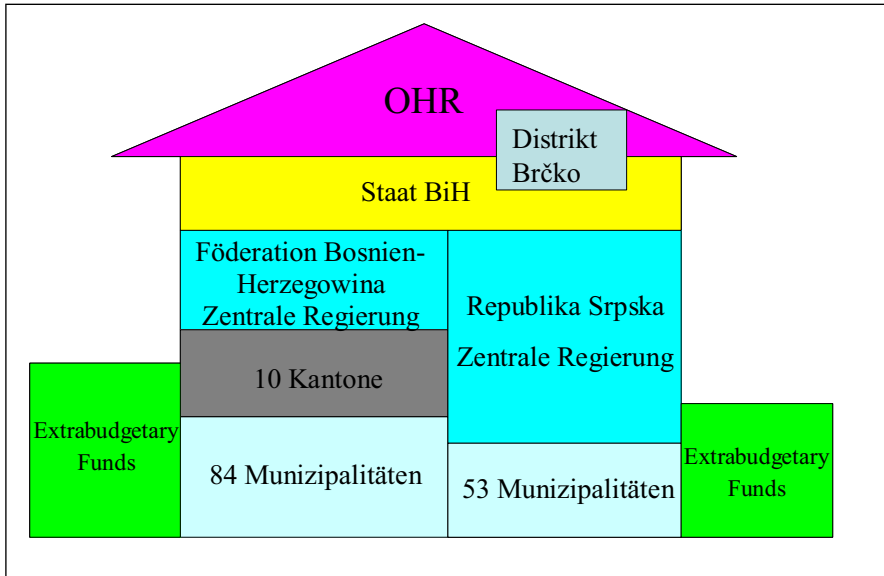 OHR
Distrikt
Brčko
Staat BiH
Föderation Bosnien-
Herzegowina
Zentrale Regierung
Republika Srpska
Zentrale Regierung
10 Kantone
Extrabudgetary
Funds
84 Munizipalitäten
53 Munizipalitäten
Extrabudgetary
Funds